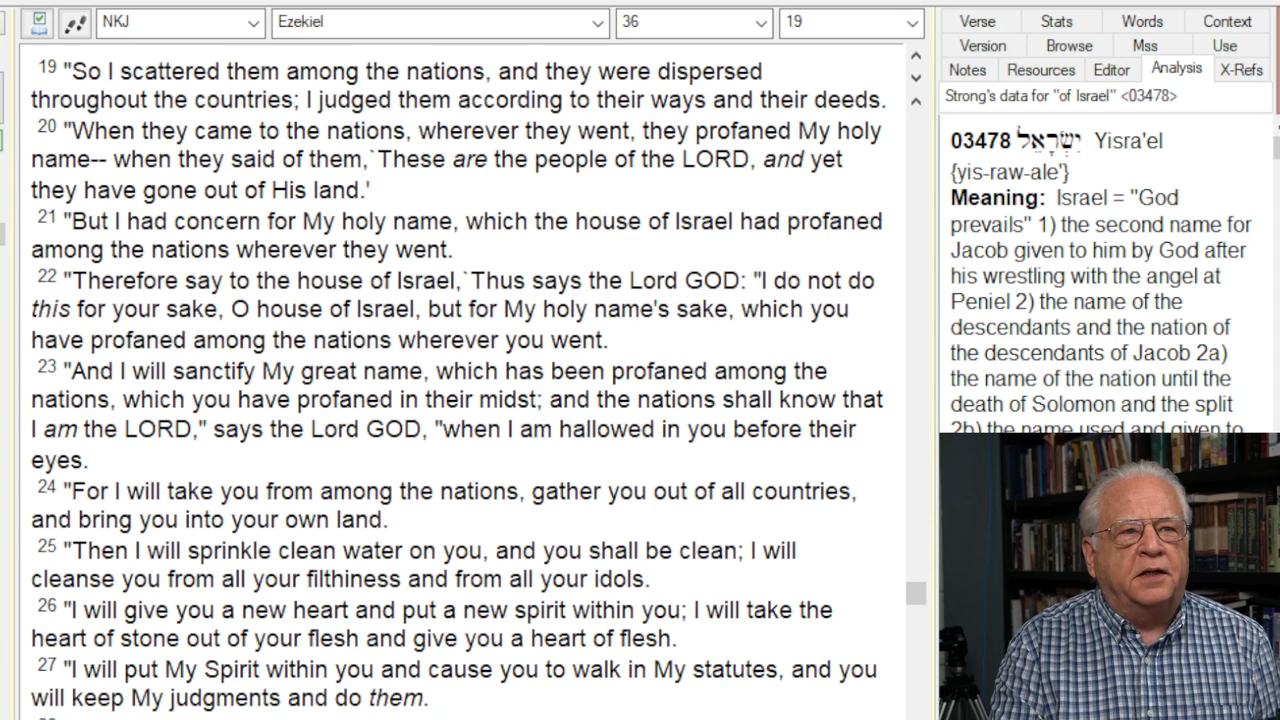 NKJ Ezekiel 36 19
19 "So I scattered them among the nations, and they were dispersed
throughout the countries; I judged them according to their ways and their deeds.
20 "When they came to the nations, wherever they went, they profaned My holy
name-- when they said of them,`These are the people of the LORD, and yet
they have gone out of His land.'
21 "But I had concern for My holy name, which the house of Israel had profaned
among the nations wherever they went.
22 "Therefore say to the house of Israel,`Thus says the Lord GOD: "I do not do
this for your sake, O house of Israel, but for My holy name's sake, which you
have profaned among the nations wherever you went.
23 "And I will sanctify My great name, which has been profaned among the
nations, which you have profaned in their midst; and the nations shall know that
I am the LORD," says the Lord GOD, "when I am hallowed in you before their
eyes.
24 "For I will take you from among the nations, gather you out of all countries,
and bring you into your own land.
25 "Then I will sprinkle clean water on you, and you shall be clean; I will
cleanse you from all your filthiness and from all your idols.
26 "I will give you a new heart and put a new spirit within you; I will take the
heart of stone out of your flesh and give you a heart of flesh.
27 "I will put My Spirit within you and cause you to walk in My statutes, and you
will keep My judgments and do them.
Verse Stats Words Context
Version Browse Mss Use
Notes Resources Editor Analysis X-Refs
Strong's data for "of Israel" <03478>
03478 יִשְׂרָאֵל Yisra'el
{yis-raw-ale'}
Meaning: Israel = "God
prevails" 1) the second name for
Jacob given to him by God after
his wrestling with the angel at
Peniel 2) the name of the
descendants and the nation of
the descendants of Jacob 2a)
the name of the nation until the
death of Solomon and the split
2b) the name used and given to